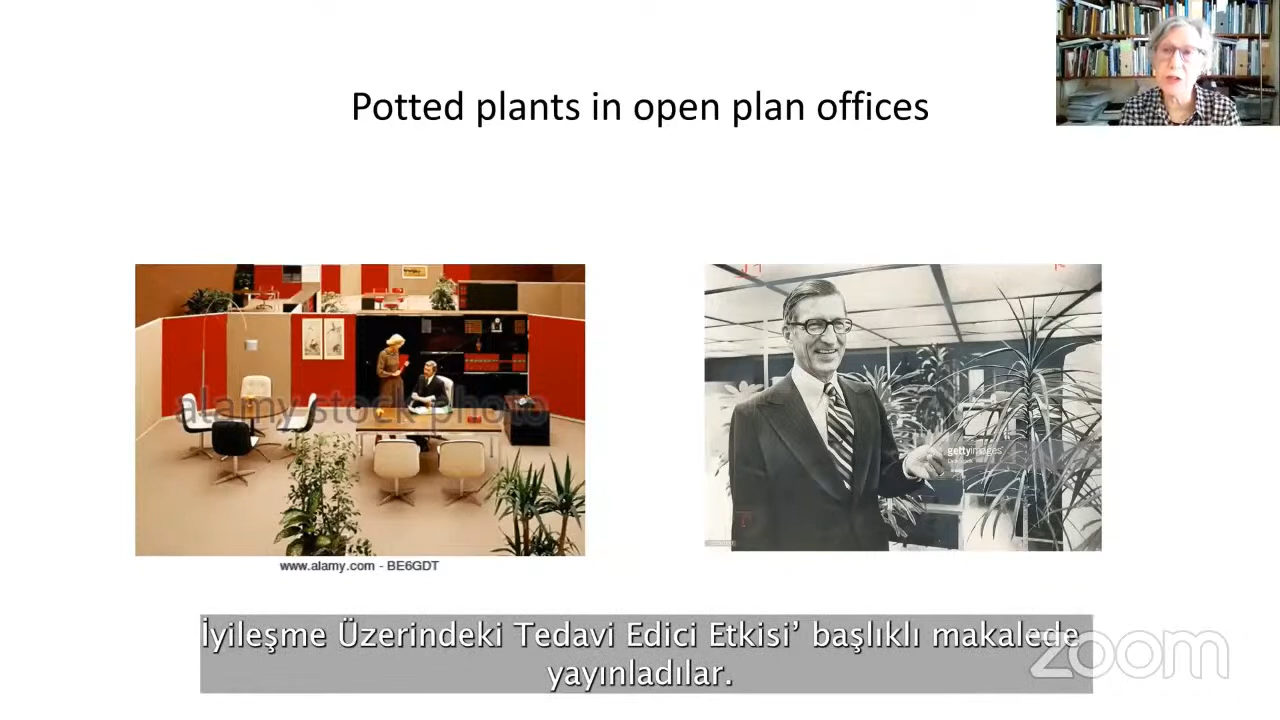 Potted plants in open plan offices
alamy stock photo
gettyimages
www.alamy.com - BE6GDT
İyileşme Üzerindeki Tedavi Edici Etkisi’ başlıklı makalede
yayınladılar.
zoom